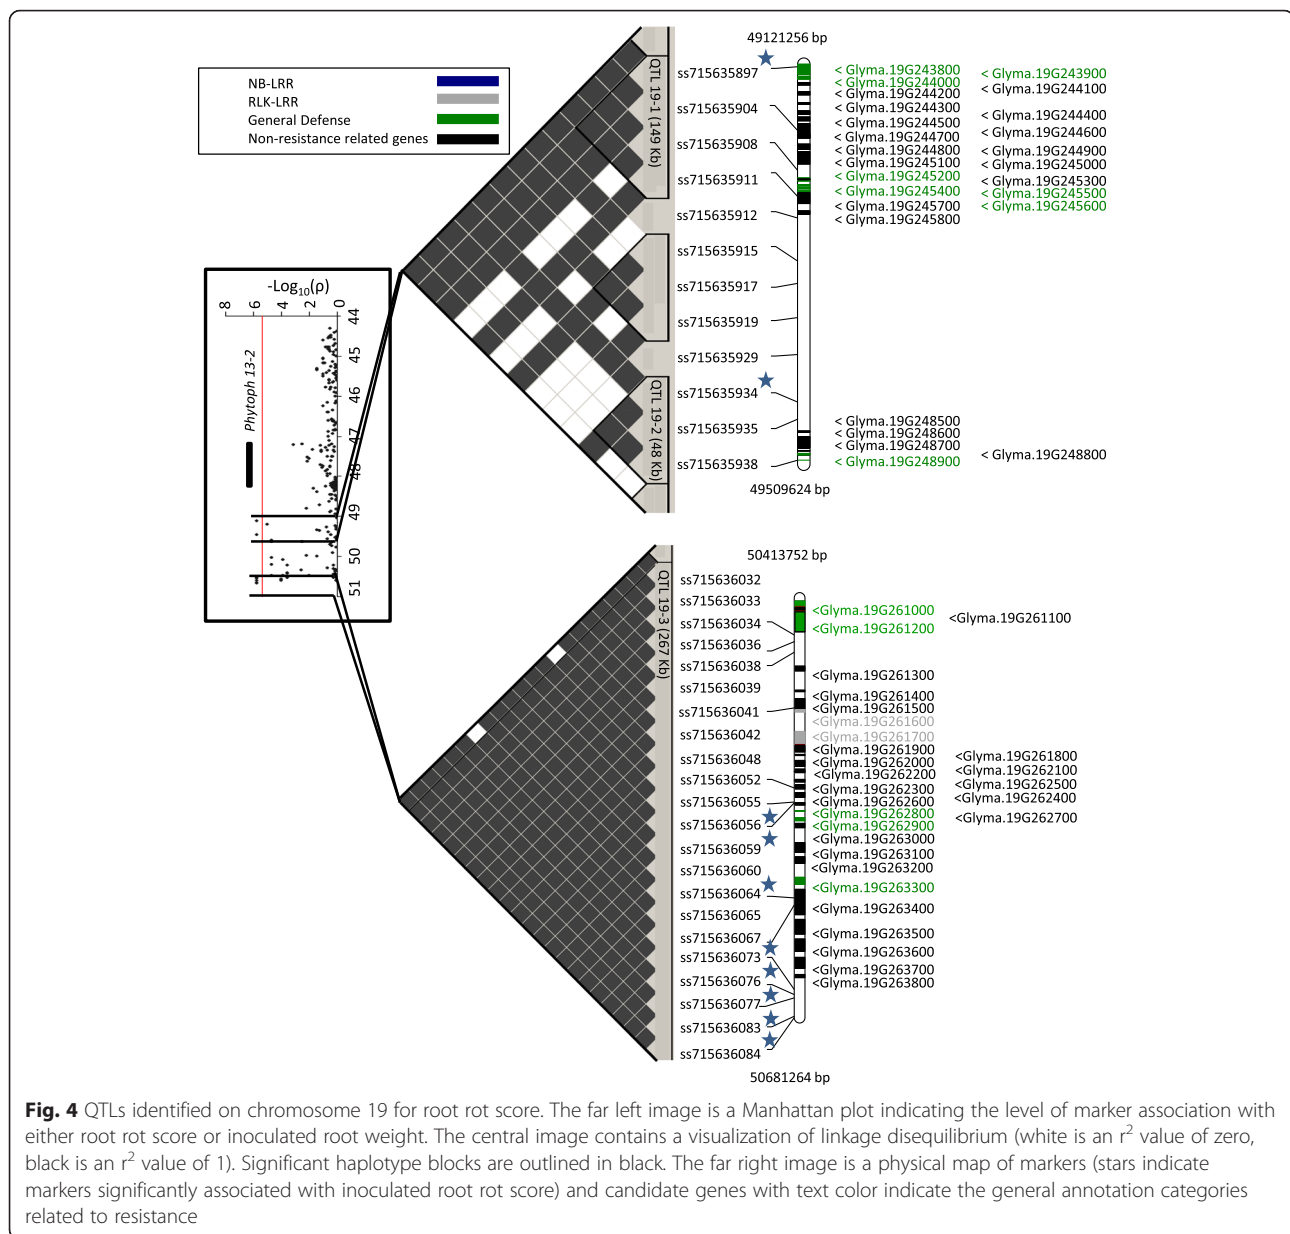 NB-LRR
RLK-LRR
General Defense
Non-resistance related genes
-Log10(ρ)
8 6 4 2 0
44
45
46
47
48
49
50
51
Phytoph 13-2
QTL 19-1 (149 Kb)
QTL 19-2 (48 Kb)
49121256 bp
ss715635897
ss715635904
ss715635908
ss715635911
ss715635912
ss715635915
ss715635917
ss715635919
ss715635929
ss715635934
ss715635935
ss715635938
< Glyma.19G243800
< Glyma.19G243900
< Glyma.19G244000
< Glyma.19G244100
< Glyma.19G244200
< Glyma.19G244300
< Glyma.19G244400
< Glyma.19G244500
< Glyma.19G244600
< Glyma.19G244700
< Glyma.19G244800
< Glyma.19G244900
< Glyma.19G245100
< Glyma.19G245000
< Glyma.19G245200
< Glyma.19G245300
< Glyma.19G245400
< Glyma.19G245500
< Glyma.19G245700
< Glyma.19G245600
< Glyma.19G245800
< Glyma.19G248500
< Glyma.19G248600
< Glyma.19G248700
< Glyma.19G248800
< Glyma.19G248900
49509624 bp
QTL 19-3 (267 Kb)
50413752 bp
ss715636032
ss715636033
ss715636034
ss715636036
ss715636038
ss715636039
ss715636041
ss715636042
ss715636048
ss715636052
ss715636055
ss715636056
ss715636059
ss715636060
ss715636064
ss715636065
ss715636067
ss715636073
ss715636076
ss715636077
ss715636083
ss715636084
<Glyma.19G261000
<Glyma.19G261100
<Glyma.19G261200
<Glyma.19G261300
<Glyma.19G261400
<Glyma.19G261500
<Glyma.19G261600
<Glyma.19G261700
<Glyma.19G261900
<Glyma.19G261800
<Glyma.19G262000
<Glyma.19G262100
<Glyma.19G262200
<Glyma.19G262500
<Glyma.19G262300
<Glyma.19G262400
<Glyma.19G262600
<Glyma.19G262800
<Glyma.19G262700
<Glyma.19G262900
<Glyma.19G263000
<Glyma.19G263100
<Glyma.19G263200
<Glyma.19G263300
<Glyma.19G263400
<Glyma.19G263500
<Glyma.19G263600
<Glyma.19G263700
<Glyma.19G263800
50681264 bp
Fig. 4 QTLs identified on chromosome 19 for root rot score. The far left image is a Manhattan plot indicating the level of marker association with
either root rot score or inoculated root weight. The central image contains a visualization of linkage disequilibrium (white is an r2 value of zero,
black is an r2 value of 1). Significant haplotype blocks are outlined in black. The far right image is a physical map of markers (stars indicate
markers significantly associated with inoculated root rot score) and candidate genes with text color indicate the general annotation categories
related to resistance